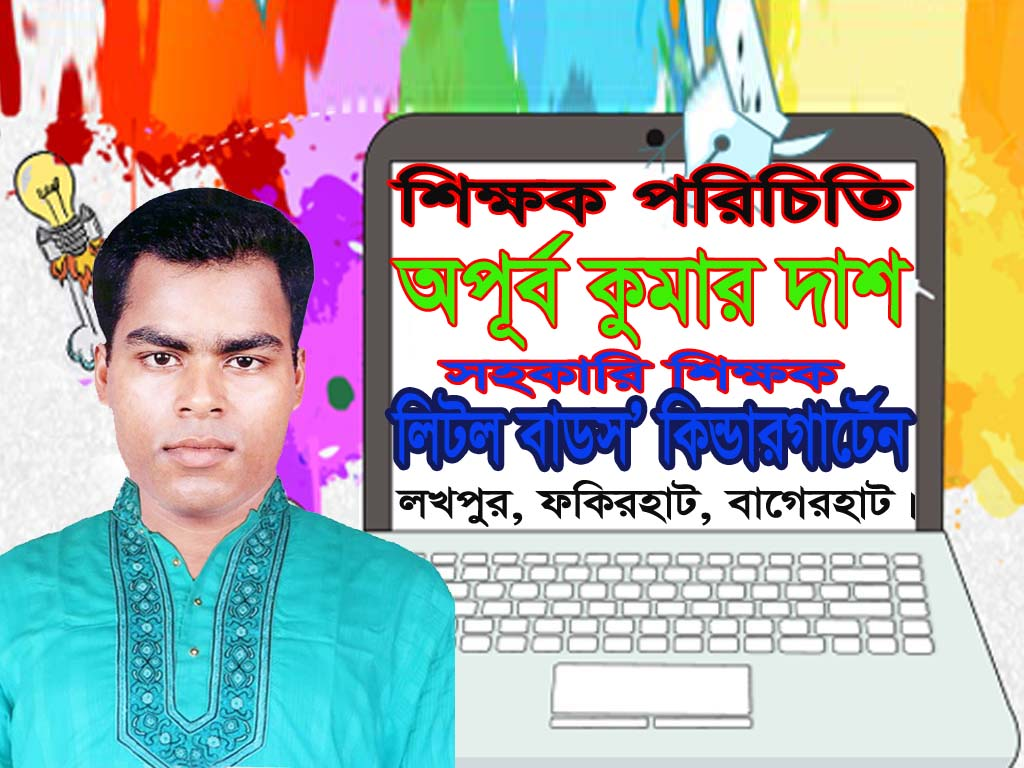 শিক্ষক পরিচিতি
অপূর্ব কুমার দাশ
সহকারি শিক্ষক
লিটল বাডস’ কিন্ডারগার্টেন
লখপুর, ফকিরহাট, বাগেরহাট।